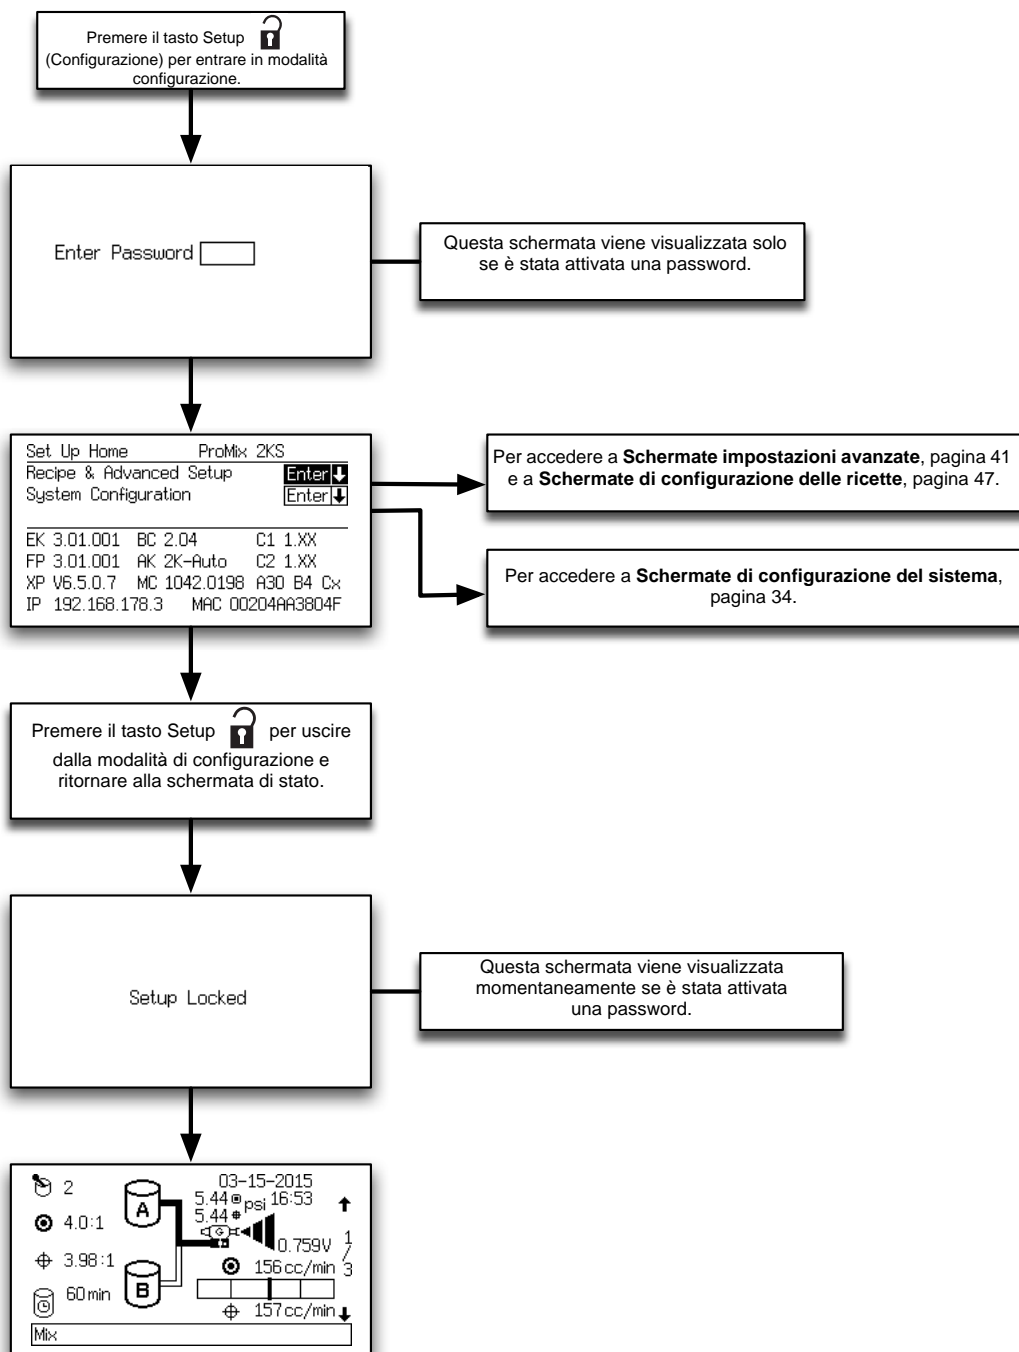 Premere il tasto Setup
(Configurazione) per entrare in modalità
configurazione.
Enter Password
Questa schermata viene visualizzata solo
se è stata attivata una password.
Set Up Home ProMix 2KS
Recipe & Advanced Setup Enter
System Configuration Enter
EK 3.01.001 BC 2.04 C1 1.XX
FP 3.01.001 AK 2K-Auto C2 1.XX
XP V6.5.0.7 MC 1042.0198 A30 B4 Cx
IP 192.168.178.3 MAC 00204AA3804F
Per accedere a Schermate impostazioni avanzate, pagina 41
e a Schermate di configurazione delle ricette, pagina 47.
Per accedere a Schermate di configurazione del sistema,
pagina 34.
Premere il tasto Setup per uscire
dalla modalità di configurazione e
ritornare alla schermata di stato.
Setup Locked
Questa schermata viene visualizzata
momentaneamente se è stata attivata
una password.
03-15-2015
2 A 5.44 psi 16:53
5.44
4.0:1 G
0.759V 1
3.98:1 156 cc/min / 3
60 min B
157 cc/min
Mix